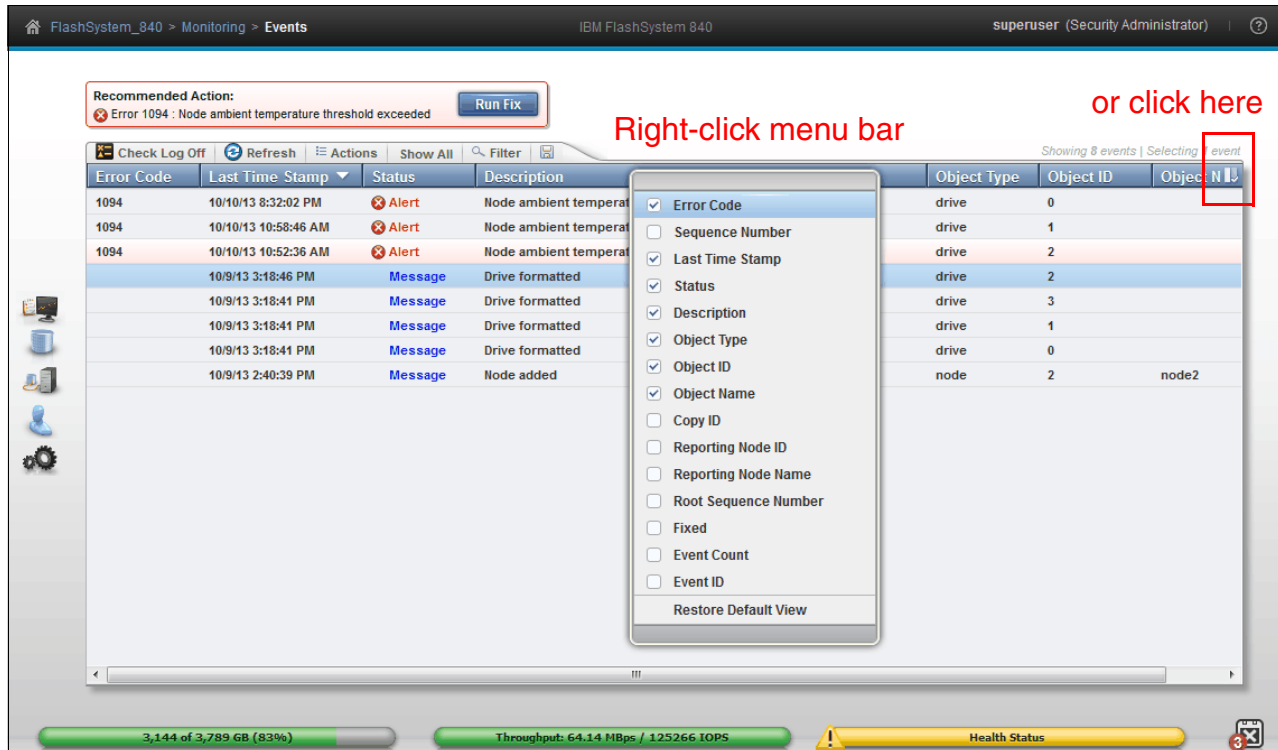 FlashSystem_840 > Monitoring > Events IBM FlashSystem 840 superuser (Security Administrator) | ?
Recommended Action:
Error 1094 : Node ambient temperature threshold exceeded Run Fix
or click here
Right-click menu bar
Check Log Off Refresh Actions Show All Filter Showing 8 events | Selecting 1 event
Error Code Last Time Stamp Status Description Object Type Object ID Object N
1094 10/10/13 8:32:02 PM Alert Node ambient temperat drive 0
1094 10/10/13 10:58:46 AM Alert Node ambient temperat drive 1
1094 10/10/13 10:52:36 AM Alert Node ambient temperat drive 2
10/9/13 3:18:46 PM Message Drive formatted drive 2
10/9/13 3:18:41 PM Message Drive formatted drive 3
10/9/13 3:18:41 PM Message Drive formatted drive 1
10/9/13 3:18:41 PM Message Drive formatted drive 0
10/9/13 2:40:39 PM Message Node added node 2 node2
Error Code
Sequence Number
Last Time Stamp
Status
Description
Object Type
Object ID
Object Name
Copy ID
Reporting Node ID
Reporting Node Name
Root Sequence Number
Fixed
Event Count
Event ID
Restore Default View
3,144 of 3,789 GB (83%) Throughput: 64.14 MBps / 125266 IOPS Health Status 3